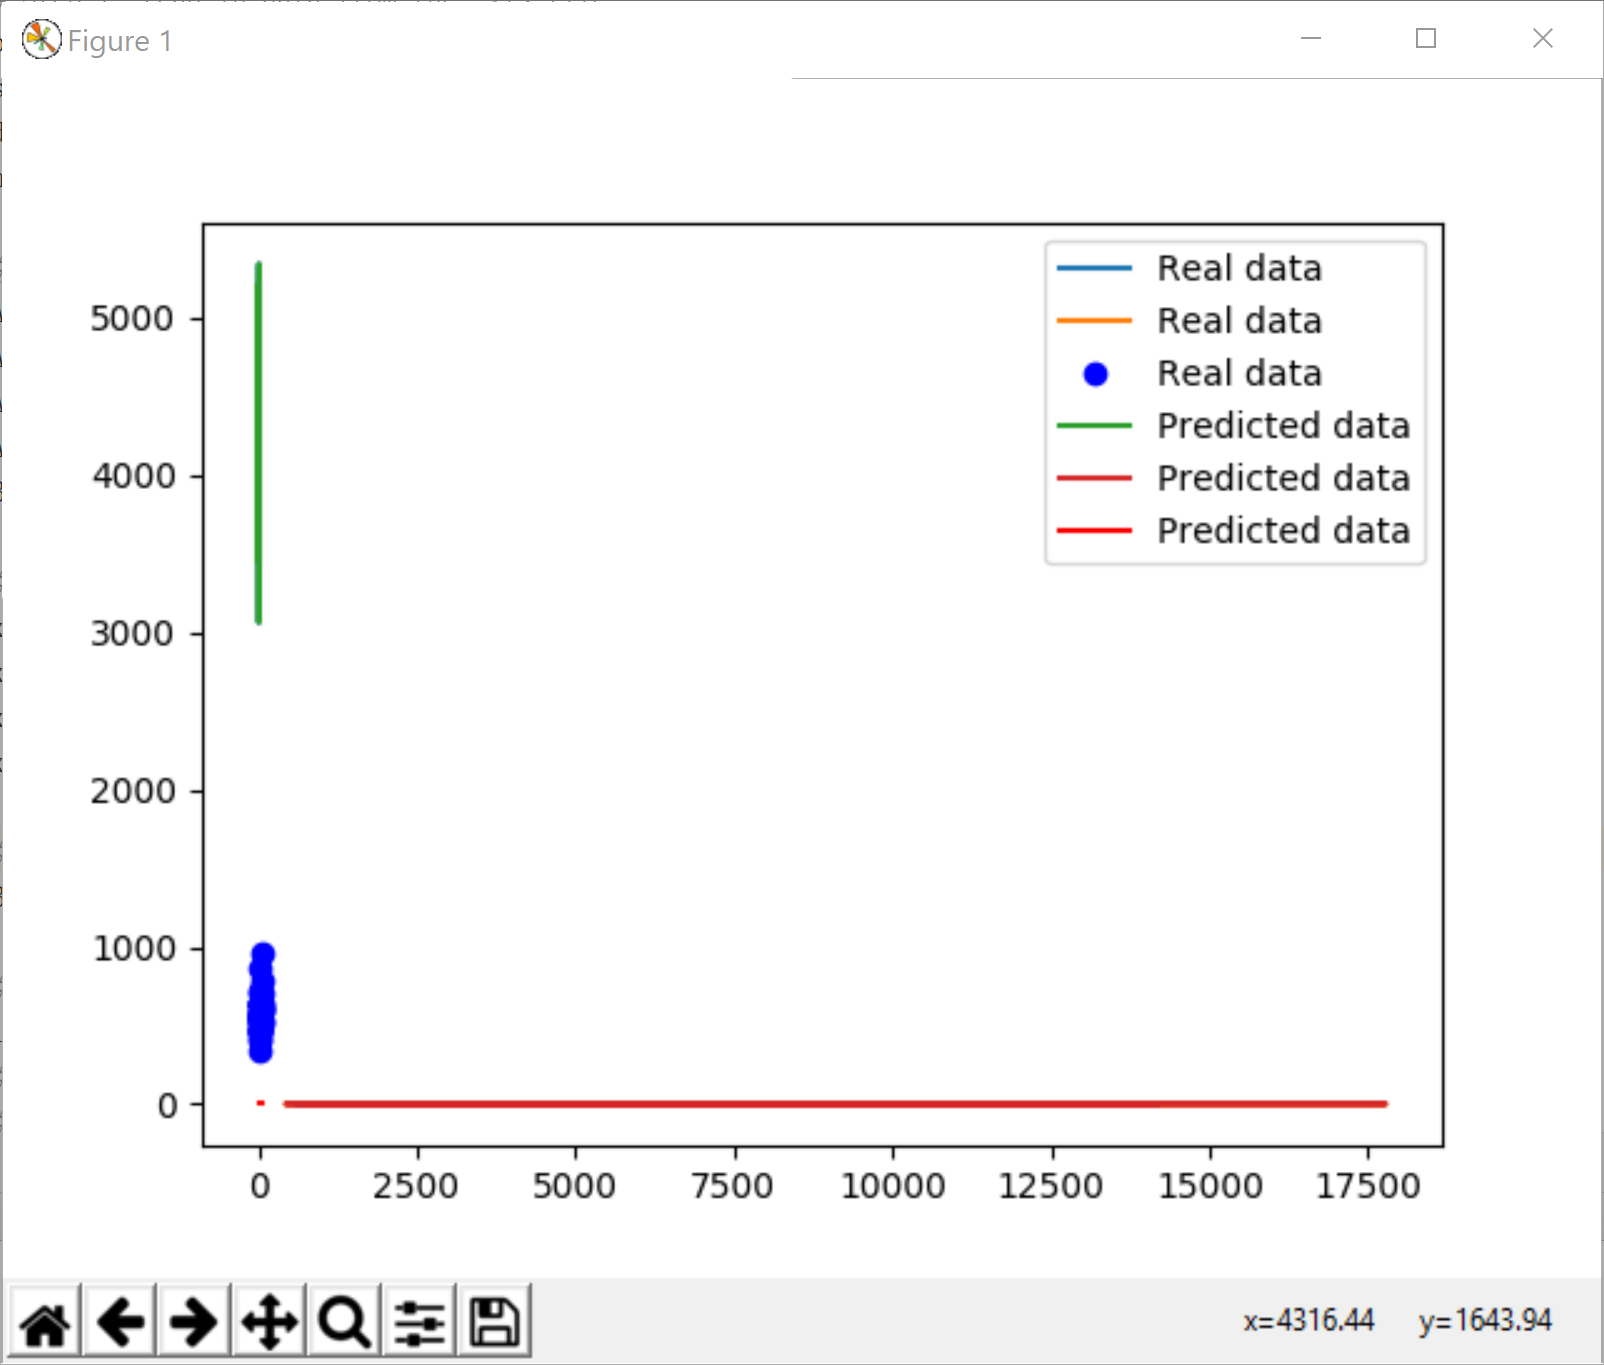 Figure 1
Real data
Real data
Real data
Predicted data
Predicted data
Predicted data
5000
4000
3000
2000
1000
0
0 2500 5000 7500 10000 12500 15000 17500
x=4316.44 y=1643.94